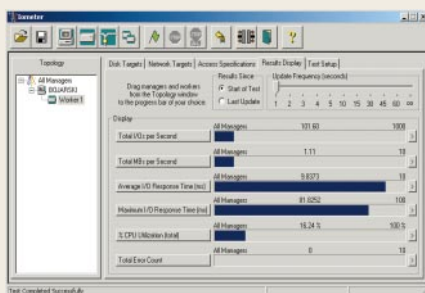 Iometer
Topology
All Managers
BOJARSKI
Worker 1
Disk Targets
Network Targets
Access Specifications
Results Display
Test Setup
Drag managers and workers
from the Topology window
to the progress bar of your choice.
Results Since
Start of Test
Last Update
Update Frequency (seconds)
1 2 3 4 5 10 15 30 45 60 ∞
Display
All Managers 101.60 1000
Total I/Os per Second
All Managers 1.11 10
Total MBs per Second
All Managers 9.8373 10
Average I/O Response Time (ms)
All Managers 81.0252 100
Maximum I/O Response Time (ms)
All Managers 16.24 % 100 %
% CPU Utilization (total)
All Managers 0 10
Total Error Count
Test Completed Successfully